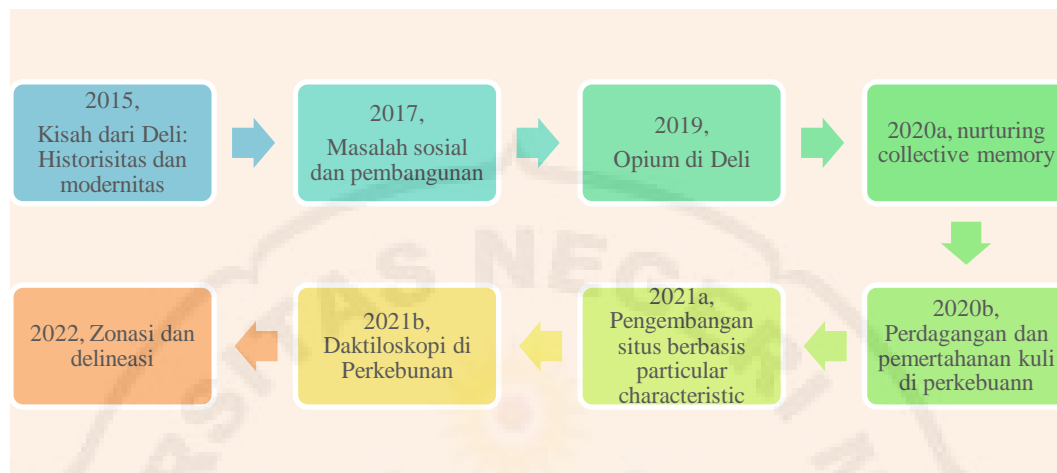 2015,
Kisah dari Deli:
Historisitas dan
modernitas
2017,
Masalah sosial
dan pembangunan
2019,
Opium di Deli
2020a, nurturing
collective memory
2020b,
Perdagangan dan
pemertahanan kuli
di perkebuann
2021a,
Pengembangan
situs berbasis
particular
characteristic
2021b,
Daktiloskopi di
Perkebunan
2022, Zonasi dan
delineasi
RSITAS NEGERI M